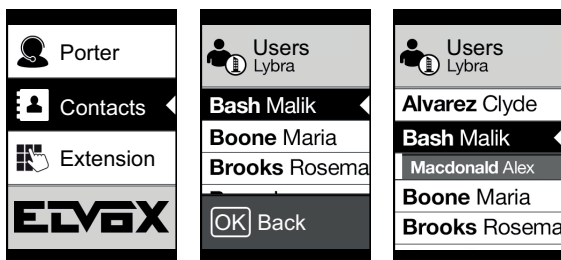 Porter
Contacts
Extension
ELVOX
Users
Lybra
Bash Malik
Boone Maria
Brooks Rosema
OK Back
Users
Lybra
Alvarez Clyde
Bash Malik
Macdonald Alex
Boone Maria
Brooks Rosema